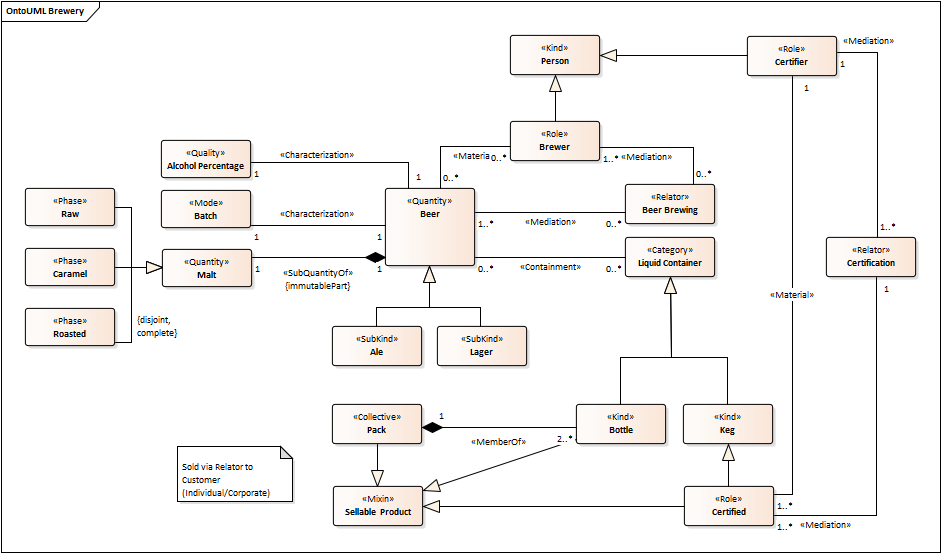 OntoUML Brewery
«Kind»
Person
«Role»
Certifier
«Mediation»
1
1
«Role»
Brewer
«Materia
0..*
0..*
1..*
«Mediation»
0..*
«Quality»
Alcohol Percentage
1
«Characterization»
1
«Mode»
Batch
1
«Characterization»
1
«Quantity»
Beer
1..*
«Mediation»
0..*
«Relator»
Beer Brewing
«Phase»
Raw
«Phase»
Caramel
«Phase»
Roasted
{disjoint,
complete}
«Quantity»
Malt
1
«SubQuantityOf»
{immutablePart}
1
0..*
«Containment»
0..*
«Category»
Liquid Container
1..*
«Relator»
Certification
1
«Material»
«SubKind»
Ale
«SubKind»
Lager
«Collective»
Pack
1
«MemberOf»
2..*
«Kind»
Bottle
«Kind»
Keg
Sold via Relator to
Customer
(Individual/Corporate)
«Mixin»
Sellable Product
«Role»
Certified
1..*
1..*
«Mediation»